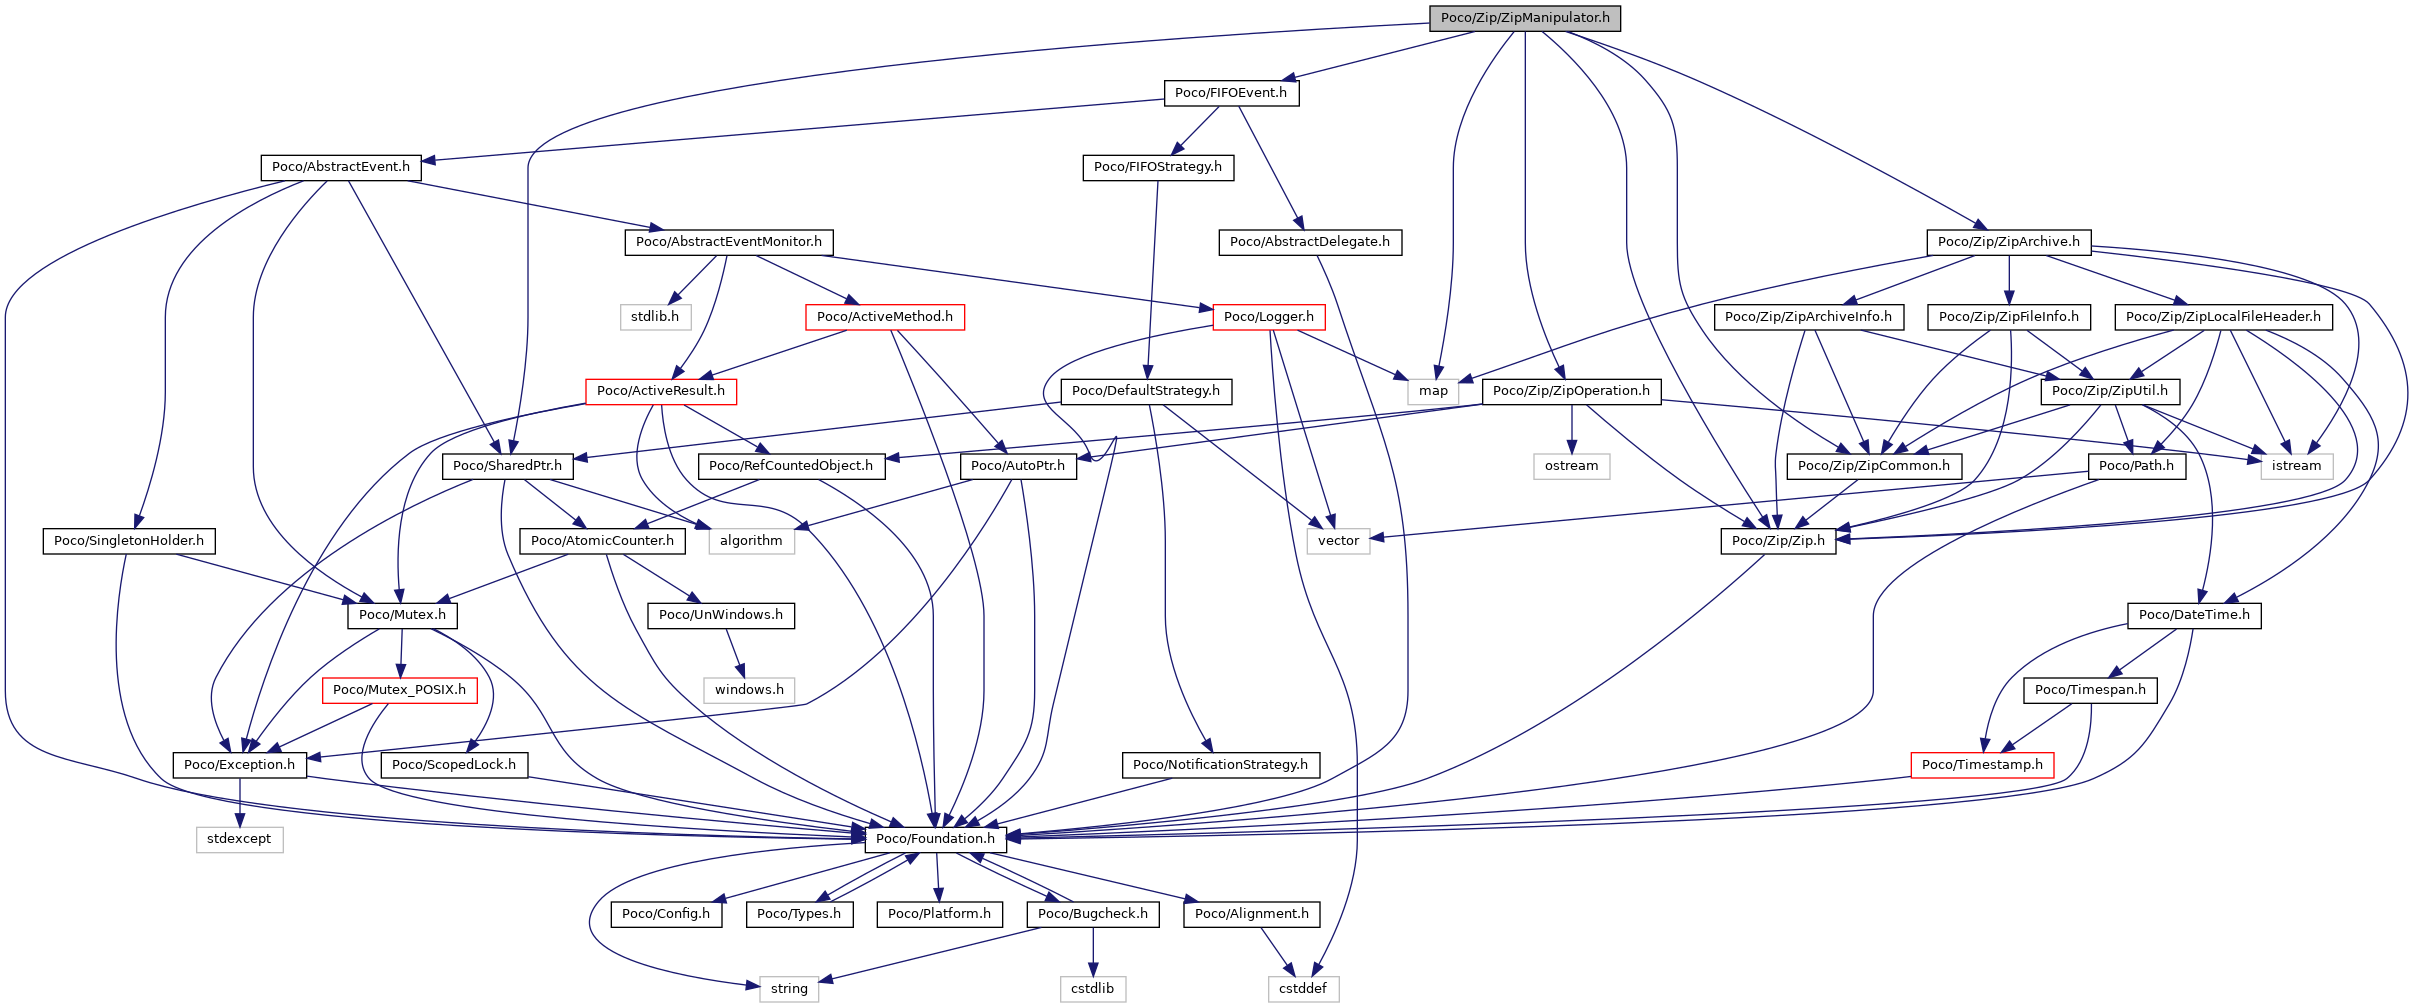 Poco/Zip/ZipManipulator.h
Poco/FIFOEvent.h
Poco/AbstractEvent.h
Poco/FIFOStrategy.h
Poco/AbstractEventMonitor.h
Poco/AbstractDelegate.h
Poco/Zip/ZipArchive.h
stdlib.h
Poco/ActiveMethod.h
Poco/Logger.h
Poco/Zip/ZipArchiveInfo.h
Poco/Zip/ZipFileInfo.h
Poco/Zip/ZipLocalFileHeader.h
Poco/ActiveResult.h
Poco/DefaultStrategy.h
map
Poco/Zip/ZipOperation.h
Poco/Zip/ZipUtil.h
Poco/SharedPtr.h
Poco/RefCountedObject.h
Poco/AutoPtr.h
ostream
Poco/Zip/ZipCommon.h
Poco/Path.h
istream
Poco/SingletonHolder.h
Poco/AtomicCounter.h
algorithm
vector
Poco/Zip/Zip.h
Poco/Mutex.h
Poco/UnWindows.h
Poco/DateTime.h
Poco/Mutex_POSIX.h
windows.h
Poco/Timespan.h
Poco/Exception.h
Poco/ScopedLock.h
Poco/NotificationStrategy.h
Poco/Timestamp.h
stdexcept
Poco/Foundation.h
Poco/Config.h
Poco/Types.h
Poco/Platform.h
Poco/Bugcheck.h
Poco/Alignment.h
string
cstdlib
cstddef